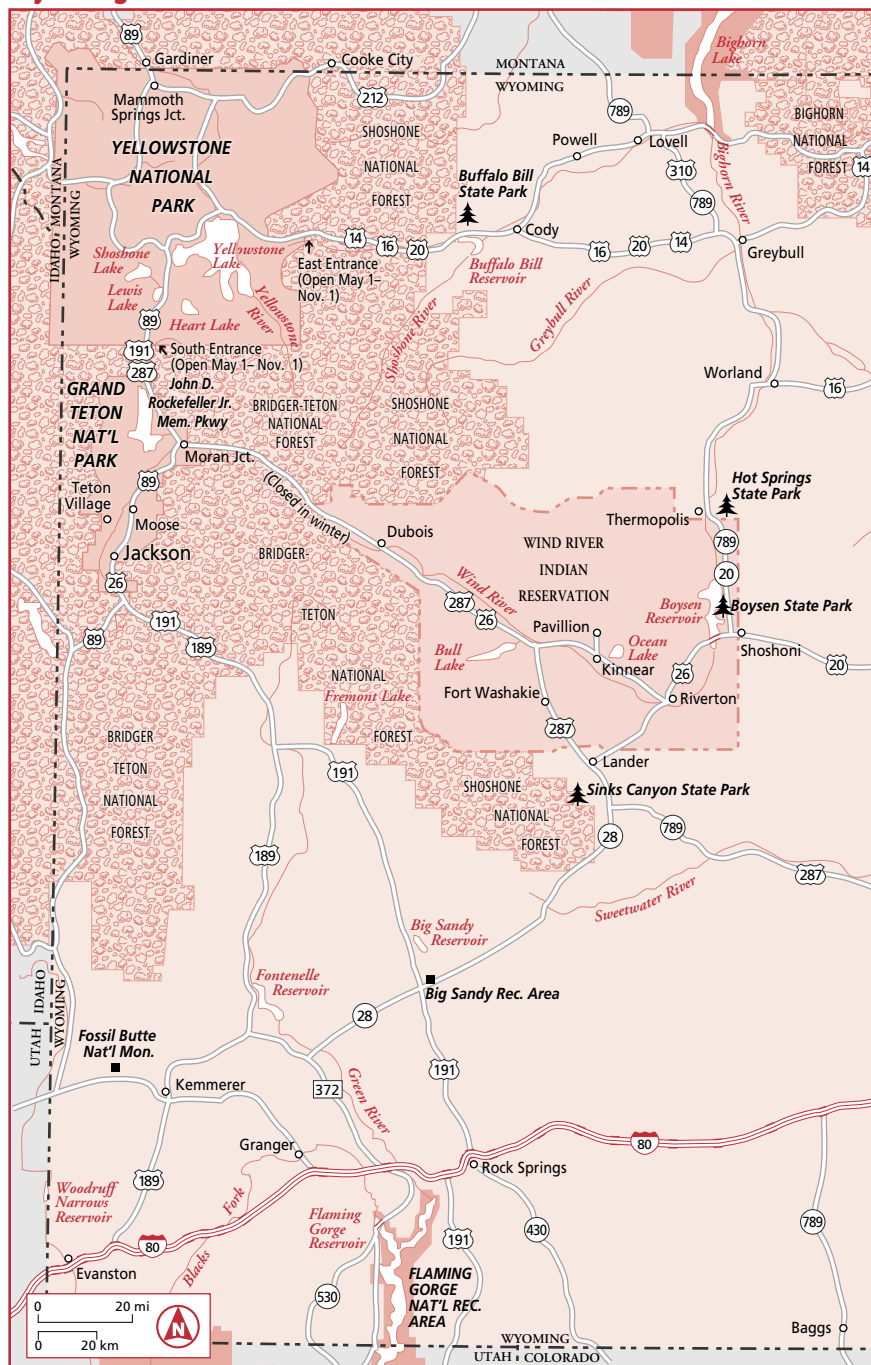 89
Gardiner
Cooke City
MONTANA
WYOMING
Bighorn
Lake
Mammoth
Springs Jct.
212
789
BIGHORN
NATIONAL
FOREST
14
YELLOWSTONE
NATIONAL
PARK
SHOSHONE
NATIONAL
FOREST
Powell
Lovell
310
789
Bighorn River
Buffalo Bill
State Park
IDAHO
MONTANA
WYOMING
Cody
14
16
20
16
20
14
Greybull
Shoshone
Lake
Yellowstone
Lake
East Entrance
(Open May 1–
Nov. 1)
Buffalo Bill
Reservoir
Lewis
Lake
Yellowstone
River
Shoshone River
Greybull River
Heart Lake
89
191
287
South Entrance
(Open May 1– Nov. 1)
John D.
Rockefeller Jr.
Mem. Pkwy
GRAND
TETON
NAT'L
PARK
BRIDGER-TETON
NATIONAL
FOREST
SHOSHONE
NATIONAL
FOREST
Worland
16
Moran Jct.
(Closed in winter)
89
Teton
Village
Moose
Jackson
26
Hot Springs
State Park
Thermopolis
Dubois
789
20
WIND RIVER
INDIAN
RESERVATION
BRIDGER-
TETON
NATIONAL
FOREST
Wind River
287
26
Boysen
Reservoir
Boysen State Park
Pavillion
Ocean
Lake
Shoshoni
20
Bull
Lake
Kinnear
26
Riverton
89
191
189
Fort Washakie
287
Fremont Lake
Lander
BRIDGER
TETON
NATIONAL
FOREST
191
SHOSHONE
NATIONAL
FOREST
Sinks Canyon State Park
28
789
287
189
Sweetwater River
Big Sandy
Reservoir
Fontenelle
Reservoir
Big Sandy Rec. Area
28
IDAHO
UTAH
WYOMING
Fossil Butte
Nat'l Mon.
Kemmerer
372
Green River
191
Granger
Rock Springs
80
189
Woodruff
Narrows
Reservoir
Blacks
Fork
Flaming
Gorge
Reservoir
191
430
789
80
Evanston
530
FLAMING
GORGE
NAT'L REC.
AREA
Baggs
0 20 mi
0 20 km
N
WYOMING
UTAH
COLORADO